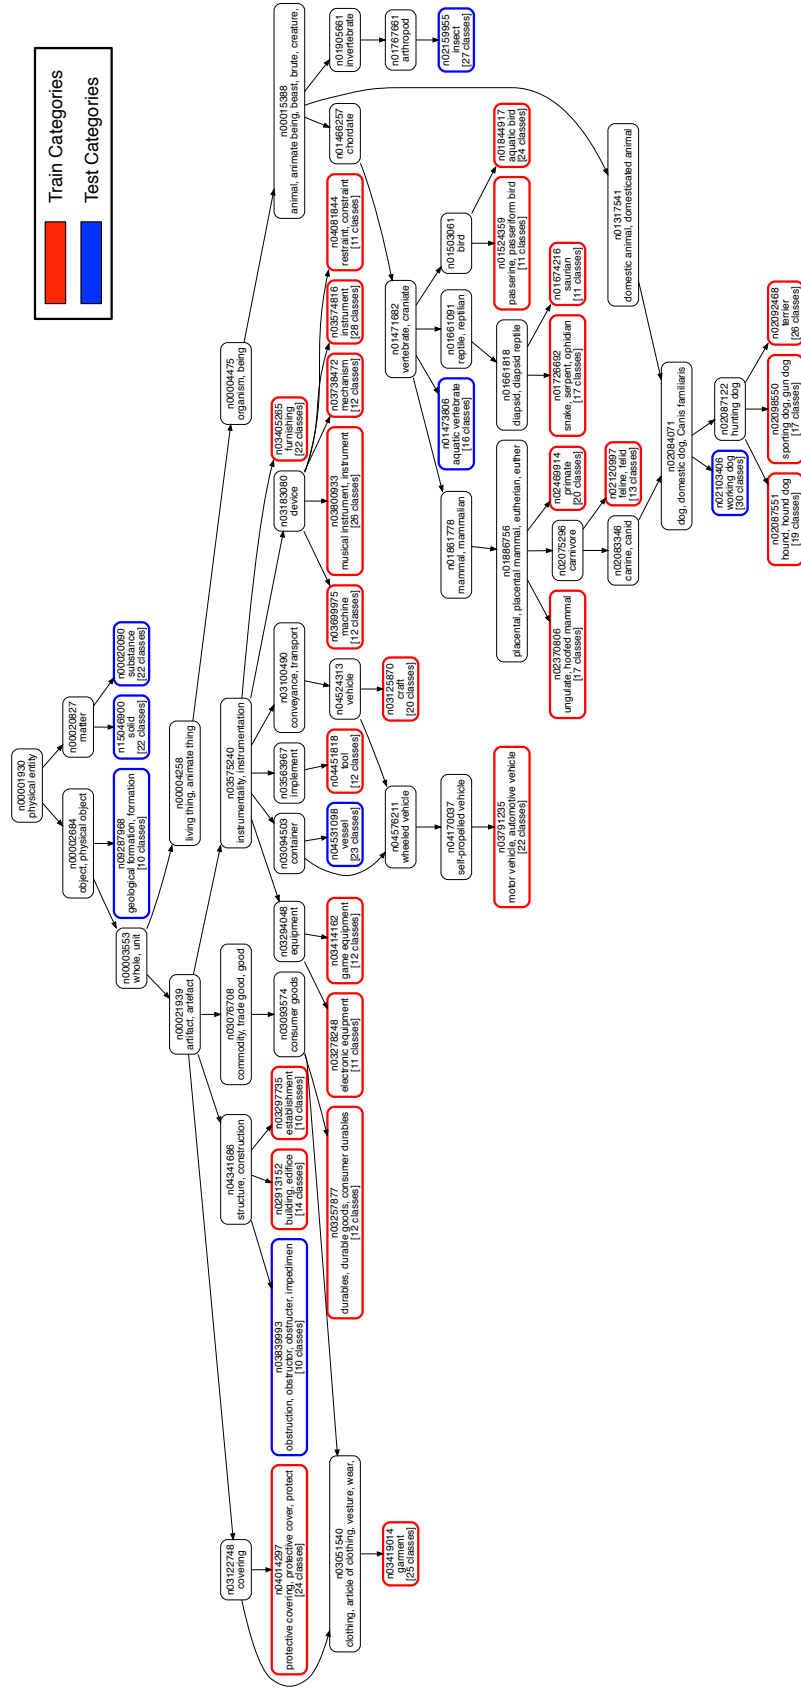 Train Categories
Test Categories
n00001930
physical entity
n00002684
object, physical object
n00020827
matter
n00003553
whole, unit
n09287968
geological formation, formation
[10 classes]
n15046900
solid
[22 classes]
n00020090
substance
[22 classes]
n00021939
artifact, artefact
n00004258
living thing, animate thing
n03122748
covering
n04341686
structure, construction
n03076708
commodity, trade good, good
n03575240
instrumentality, instrumentation
n00004475
organism, being
n04014297
protective covering, protective cover, protect
[24 classes]
n03839993
obstruction, obstructor, obstructer, impedimen
[10 classes]
n02913152
building, edifice
[14 classes]
n03297735
establishment
[10 classes]
n03093574
consumer goods
n03294048
equipment
n03094503
container
n03563967
implement
n03100490
conveyance, transport
n03183080
device
n03405265
furnishing
[22 classes]
n00015388
animal, animate being, beast, brute, creature,
n03051540
clothing, article of clothing, vesture, wear,
n03257877
durables, durable goods, consumer durables
[12 classes]
n03278248
electronic equipment
[11 classes]
n03414162
game equipment
[12 classes]
n04531098
vessel
[23 classes]
n04451818
tool
[12 classes]
n04524313
vehicle
n03699975
machine
[12 classes]
n03800933
musical instrument, instrument
[26 classes]
n03738472
mechanism
[12 classes]
n03574816
instrument
[28 classes]
n04081844
restraint, constraint
[11 classes]
n01466257
chordate
n01905661
invertebrate
n03419014
garment
[25 classes]
n04576211
wheeled vehicle
n03125870
craft
[20 classes]
n01471682
vertebrate, craniate
n01767661
arthropod
n04170037
self-propelled vehicle
n01861778
mammal, mammalian
n01473806
aquatic vertebrate
[16 classes]
n01661091
reptile, reptilian
n01503061
bird
n02159955
insect
[27 classes]
n03791235
motor vehicle, automotive vehicle
[22 classes]
n01886756
placental, placental mammal, eutherian, euther
n01661818
diapsid, diapsid reptile
n01524359
passerine, passeriform bird
[11 classes]
n01844917
aquatic bird
[24 classes]
n02370806
ungulate, hoofed mammal
[17 classes]
n02075296
carnivore
n02469914
primate
[20 classes]
n01726692
snake, serpent, ophidian
[17 classes]
n01674216
saurian
[11 classes]
n02083346
canine, canid
n02120997
feline, felid
[13 classes]
n01317541
domestic animal, domesticated animal
n02084071
dog, domestic dog, Canis familiaris
n02103406
working dog
[30 classes]
n02087122
hunting dog
n02087551
hound, hound dog
[19 classes]
n02098550
sporting dog, gun dog
[17 classes]
n02092468
terrier
[26 classes]